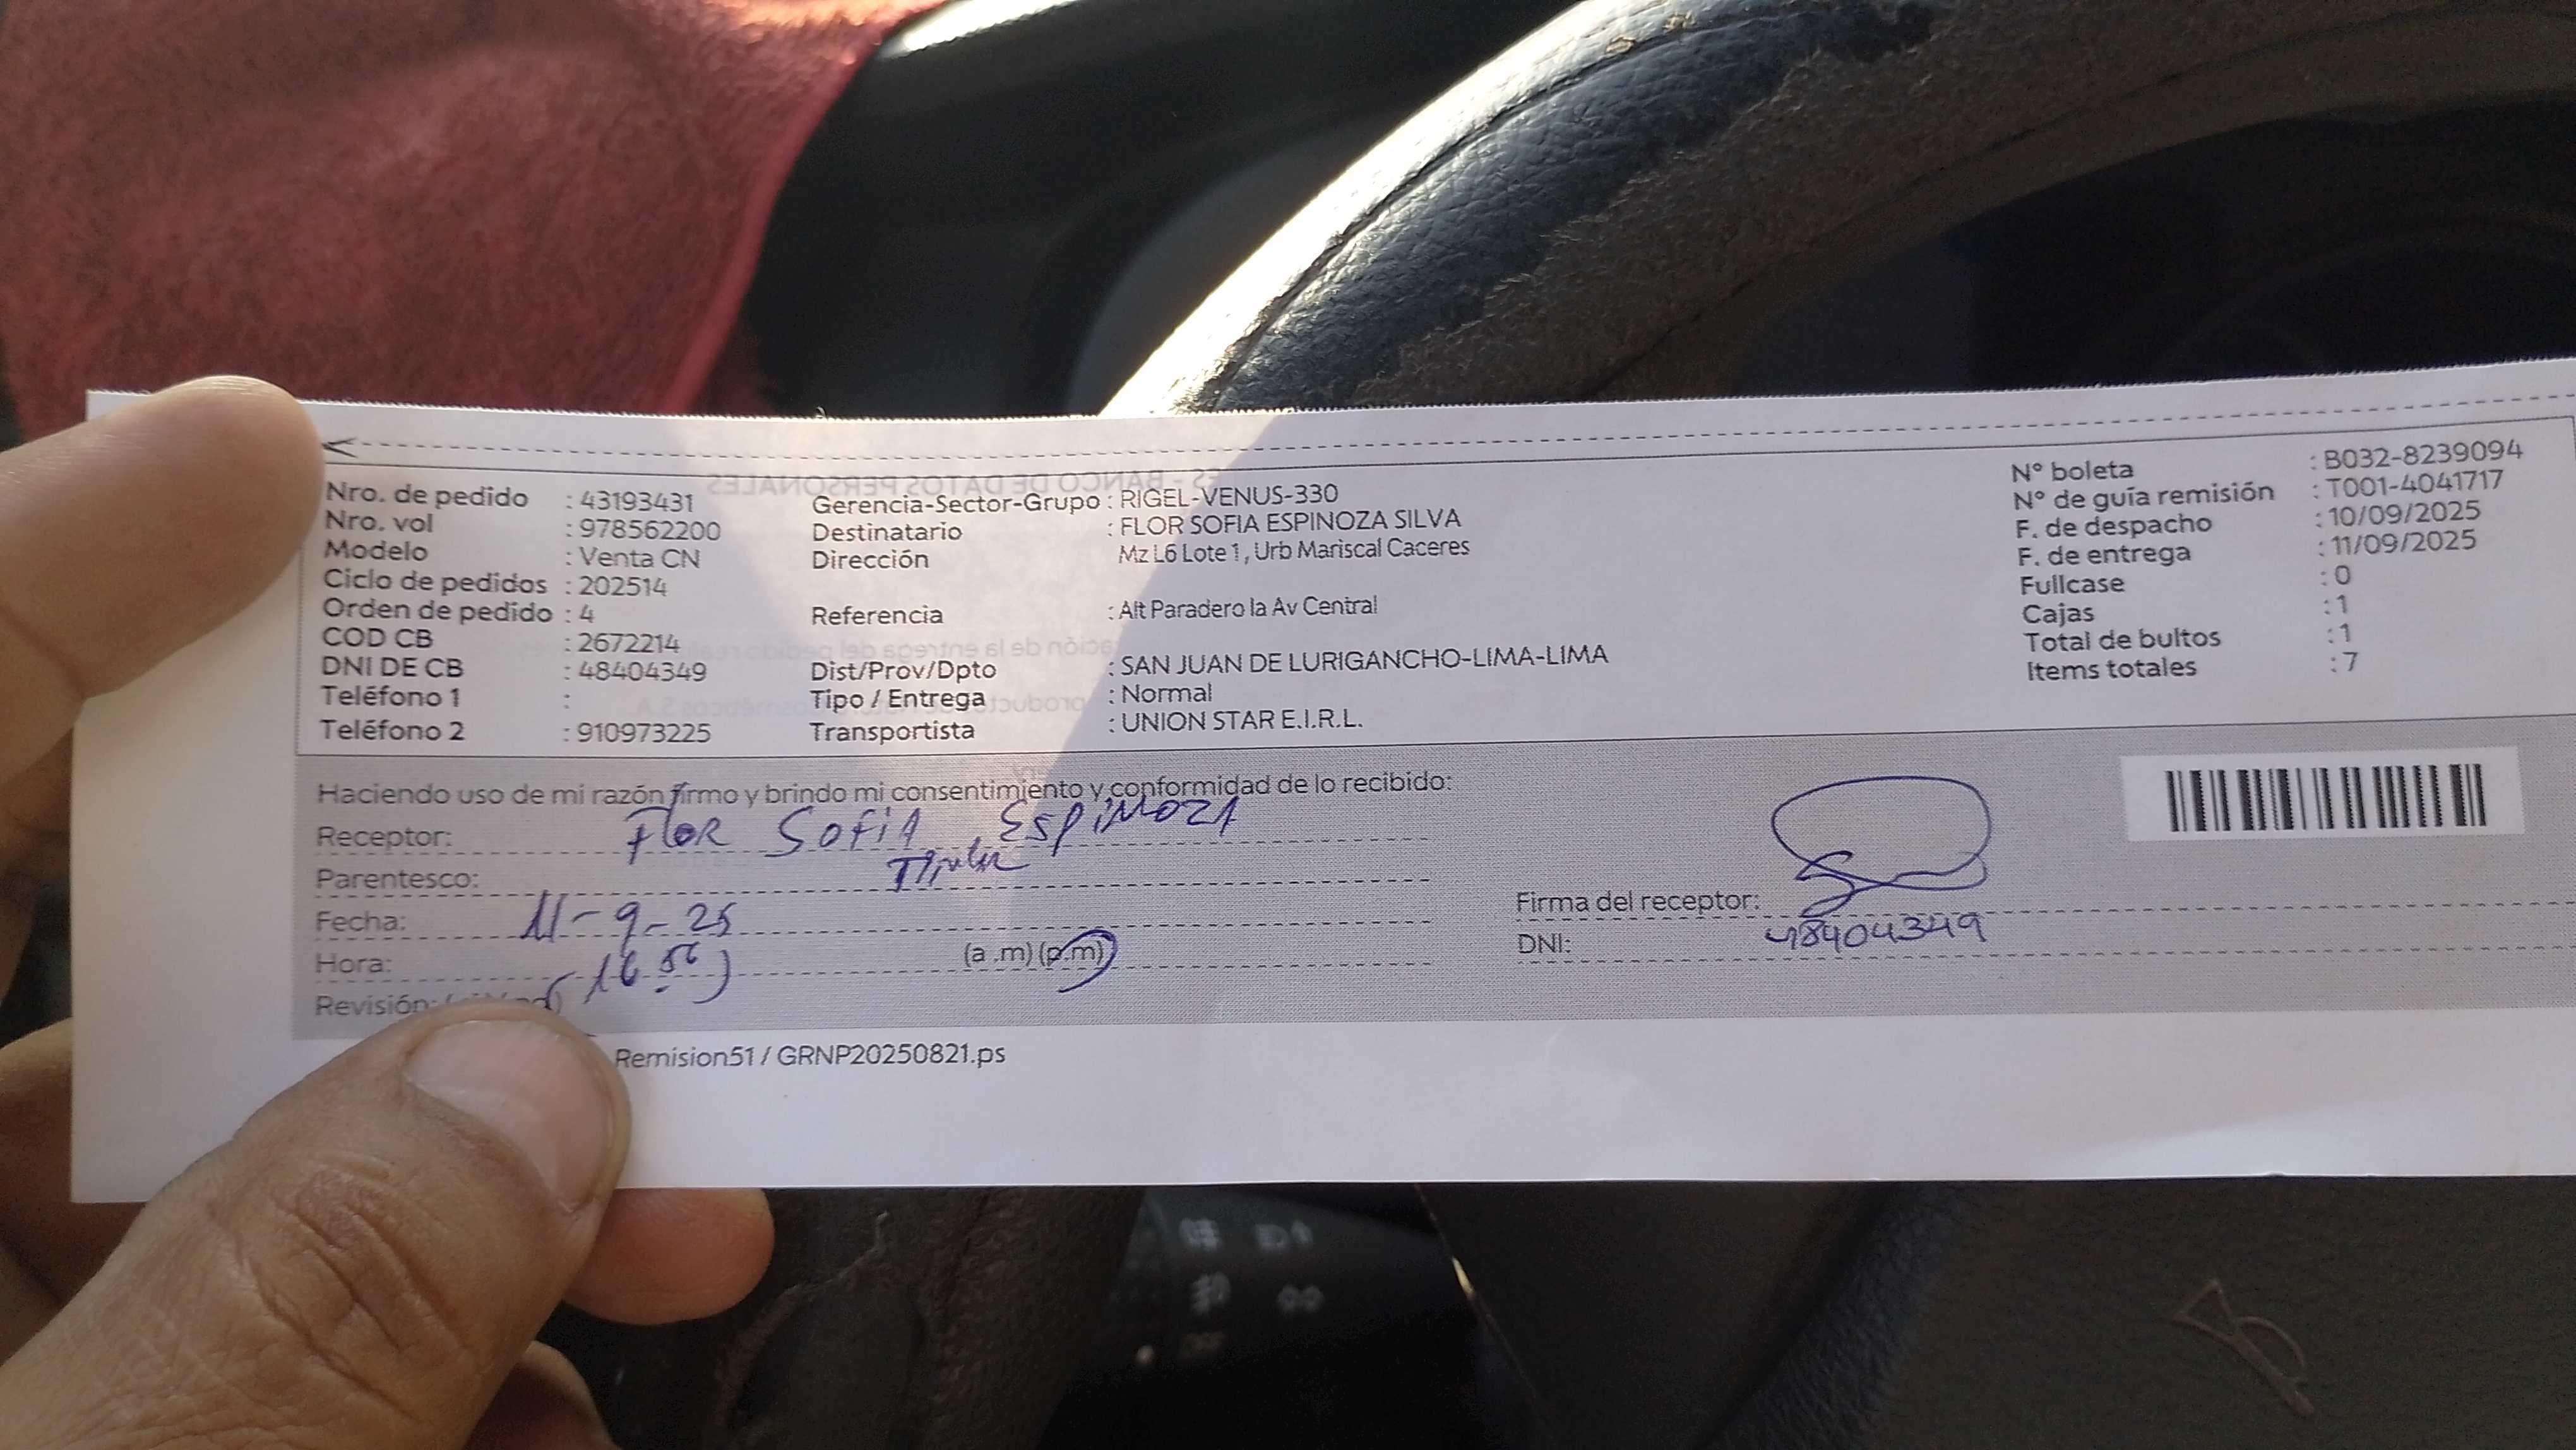 Nro. de pedido : 43193431
Nro. vol : 978562200
Modelo : Venta CN
Ciclo de pedidos : 202514
Orden de pedido : 4
COD CB : 2672214
DNI DE CB : 48404349
Teléfono 1 :
Teléfono 2 : 910973225
Gerencia-Sector-Grupo : RIGEL-VENUS-330
Destinatario : FLOR SOFIA ESPINOZA SILVA
Dirección Mz L6 Lote 1, Urb Mariscal Caceres
Referencia : Alt Paradero la Av Central
Dist/Prov/Dpto : SAN JUAN DE LURIGANCHO-LIMA-LIMA
Tipo / Entrega : Normal
Transportista : UNION STAR E.I.R.L.
N° boleta : B032-8239094
N° de guía remisión : T001-4041717
F. de despacho : 10/09/2025
F. de entrega : 11/09/2025
Fullcase : 0
Cajas : 1
Total de bultos : 1
Items totales : 7
Haciendo uso de mi razón firmo y brindo mi consentimiento y conformidad de lo recibido:
Receptor: Flor Sofia Espinoza
Parentesco: Titular
Fecha: 11-9-25
Hora: (16.56) (a .m) (p.m)
Revisión:
Firma del receptor:
DNI: 48404349
Remision51 / GRNP20250821.ps